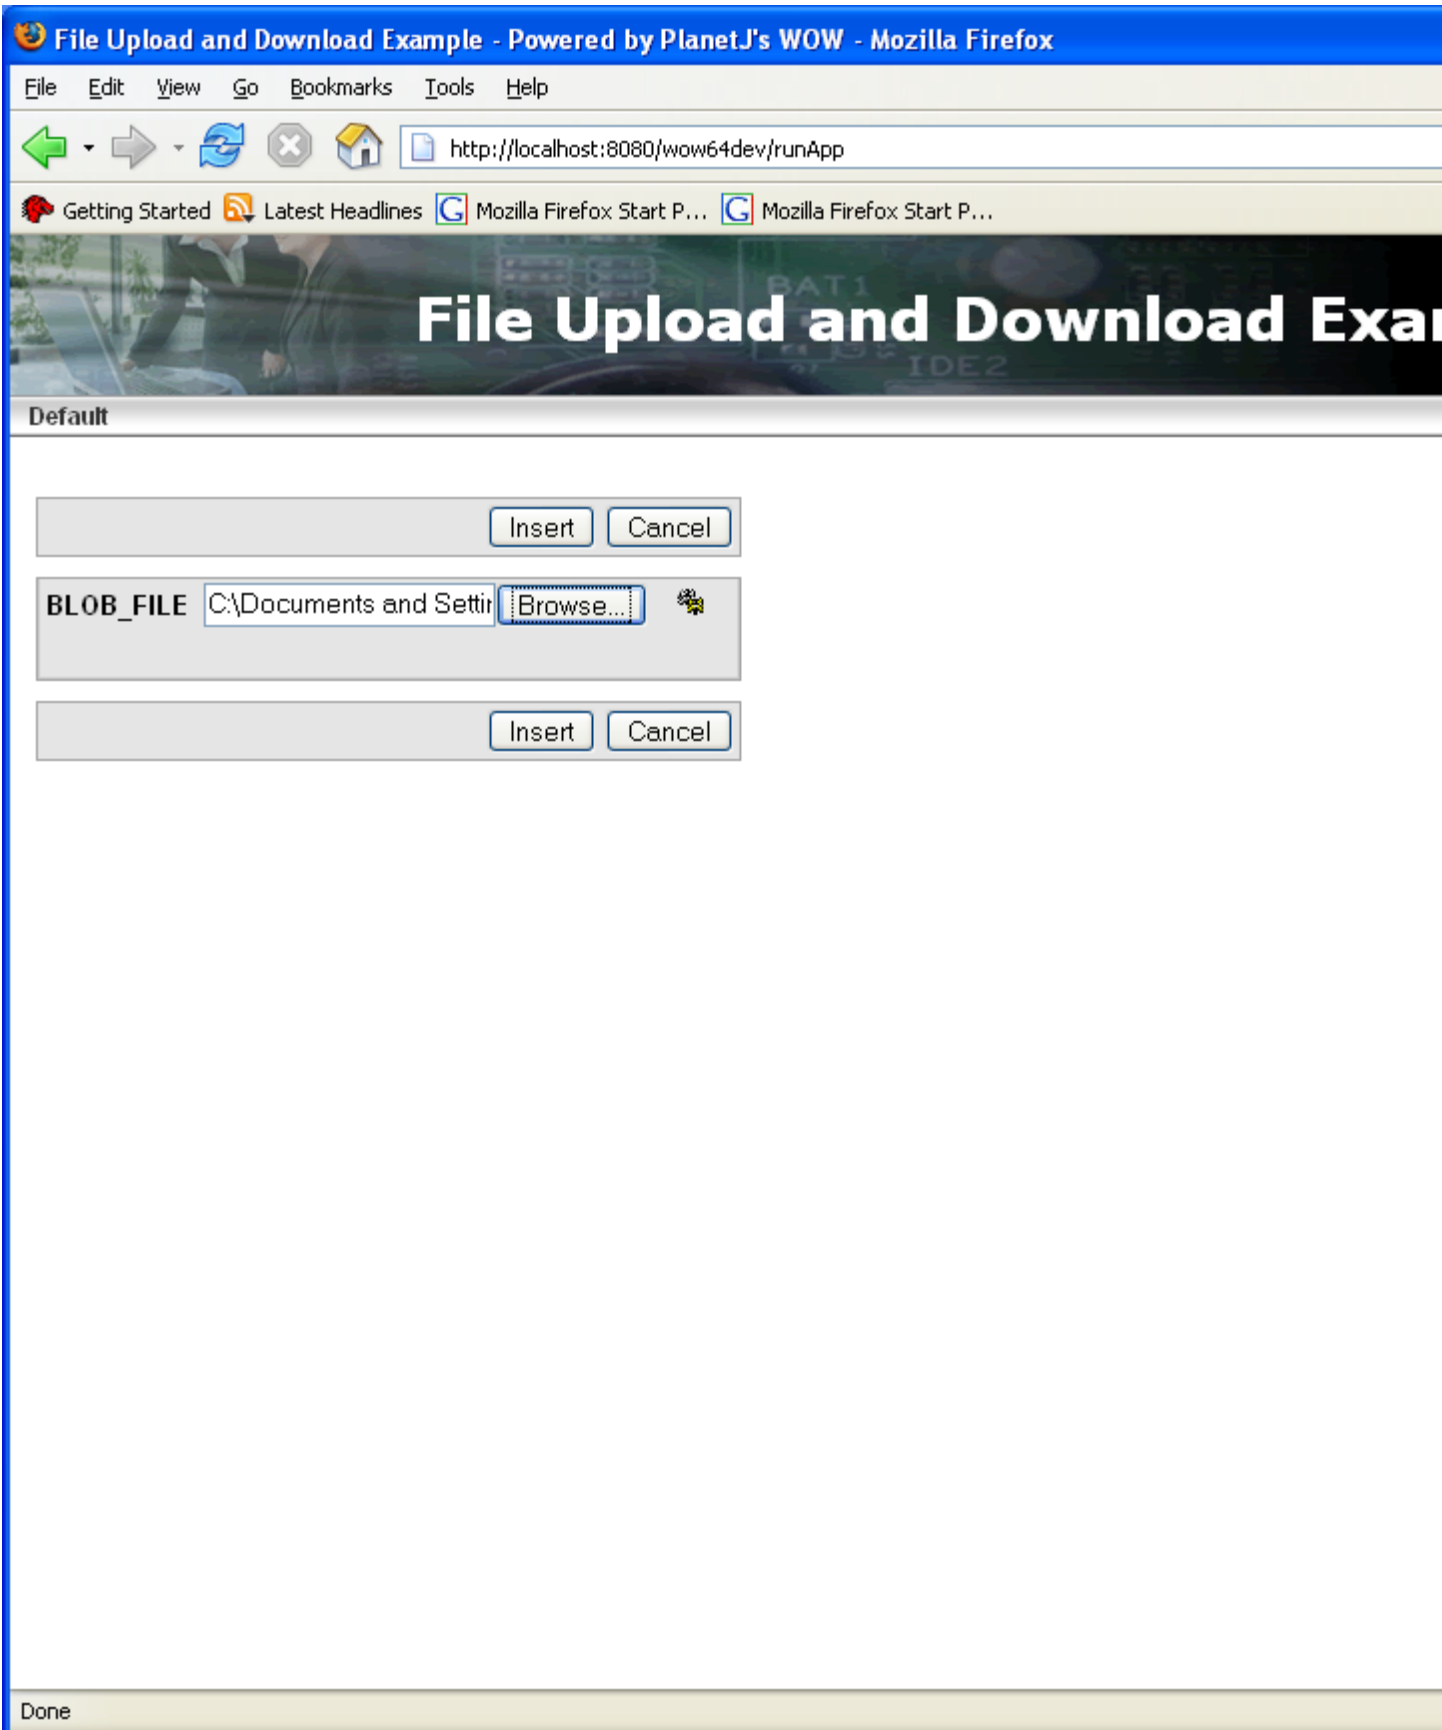 File Upload and Download Example - Powered by PlanetJ's WOW - Mozilla Firefox
File Edit View Go Bookmarks Tools Help
http://localhost:8080/wow64dev/runApp
Getting Started Latest Headlines G Mozilla Firefox Start P... G Mozilla Firefox Start P...
BAT1
File Upload and Download Exa
IDE2
Default
Insert Cancel
BLOB_FILE C:\Documents and Settin Browse...
Insert Cancel
Done